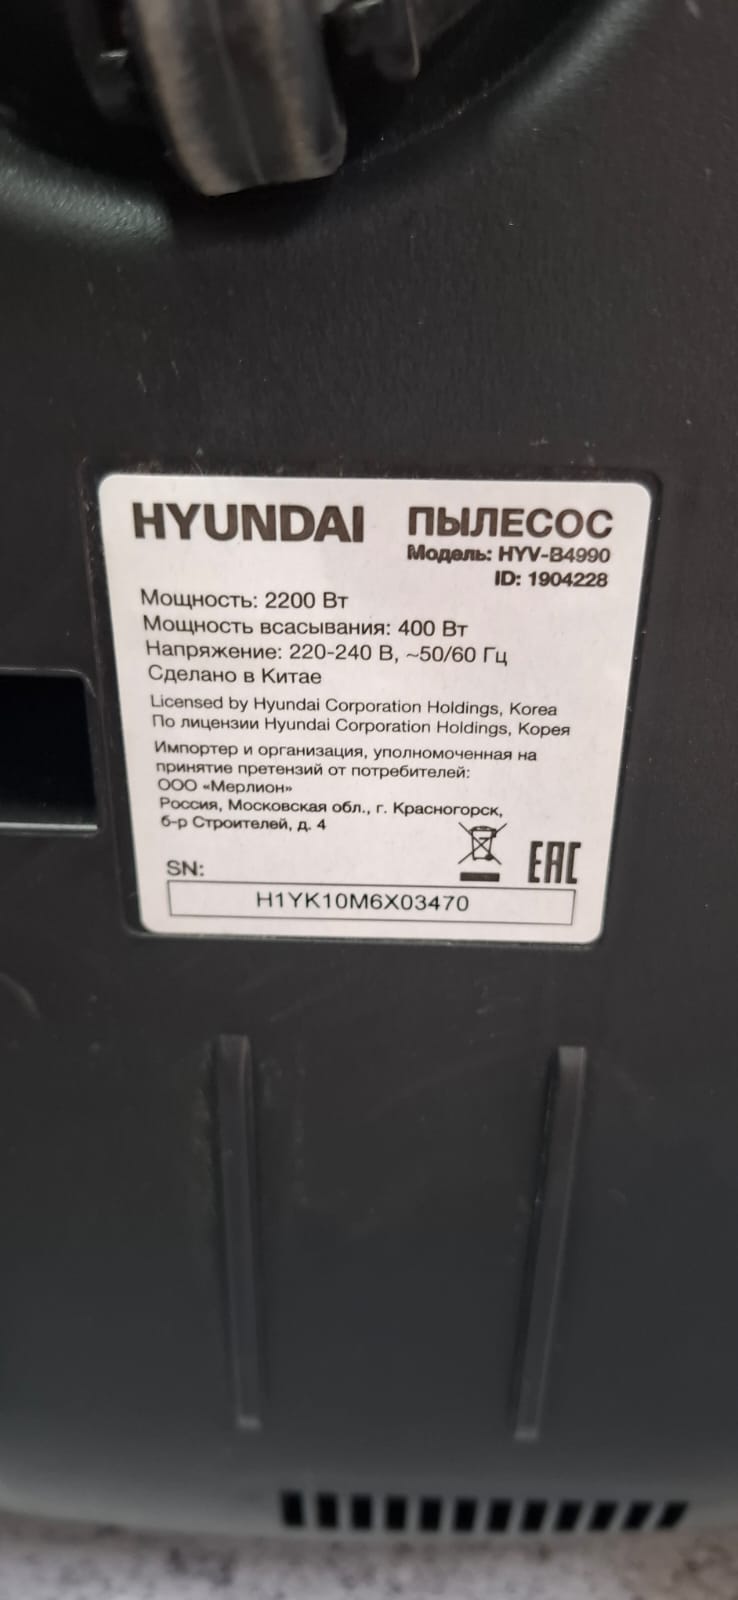 HYUNDAI
ПЫЛЕСОС
Модель: HYV-B4990
ID: 1904228
Мощность: 2200 Вт
Мощность всасывания: 400 Вт
Напряжение: 220-240 В, ~50/60 Гц
Сделано в Китае
Licensed by Hyundai Corporation Holdings, Korea
По лицензии Hyundai Corporation Holdings, Корея
Импортер и организация, уполномоченная на
принятие претензий от потребителей:
ООО «Мерлион»
Россия, Московская обл., г. Красногорск,
б-р Строителей, д. 4
EAC
SN:
H1YK10M6X03470